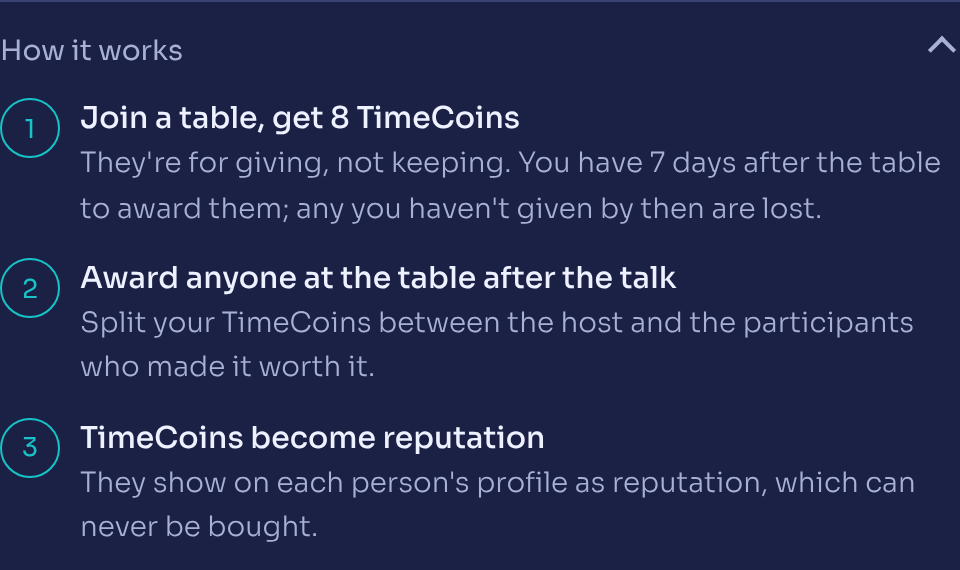 How it works
1
Join a table, get 8 TimeCoins
They're for giving, not keeping. You have 7 days after the table
to award them; any you haven't given by then are lost.
2
Award anyone at the table after the talk
Split your TimeCoins between the host and the participants
who made it worth it.
3
TimeCoins become reputation
They show on each person's profile as reputation, which can
never be bought.